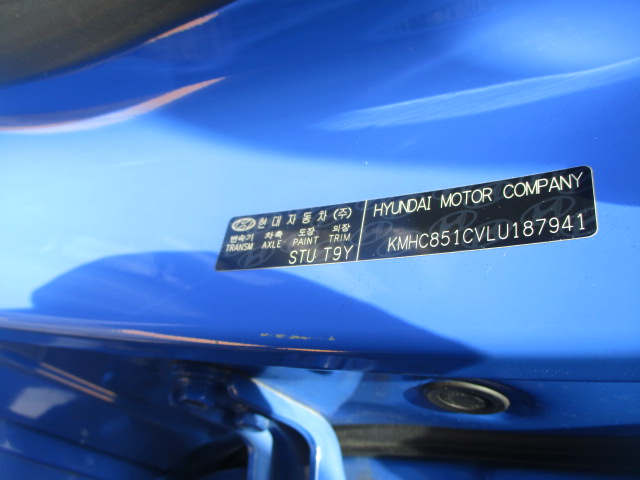 현대자동차(주)
변속기 차축 도장 의장
TRANSM AXLE PAINT TRIM
STU T9Y
HYUNDAI MOTOR COMPANY
KMHC851CVLU187941